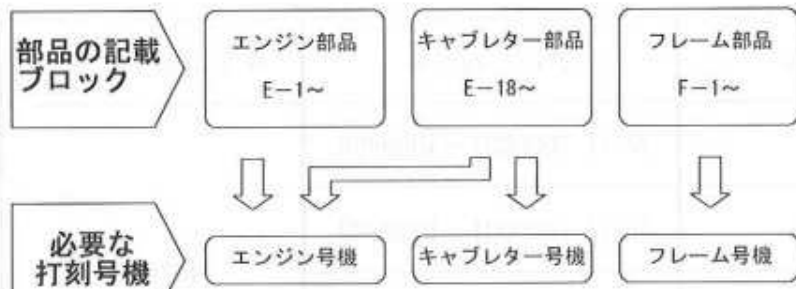 部品の記載
ブロック
エンジン部品
E－1～
キャブレター部品
E－18～
フレーム部品
F－1～
必要な
打刻号機
エンジン号機
キャブレター号機
フレーム号機